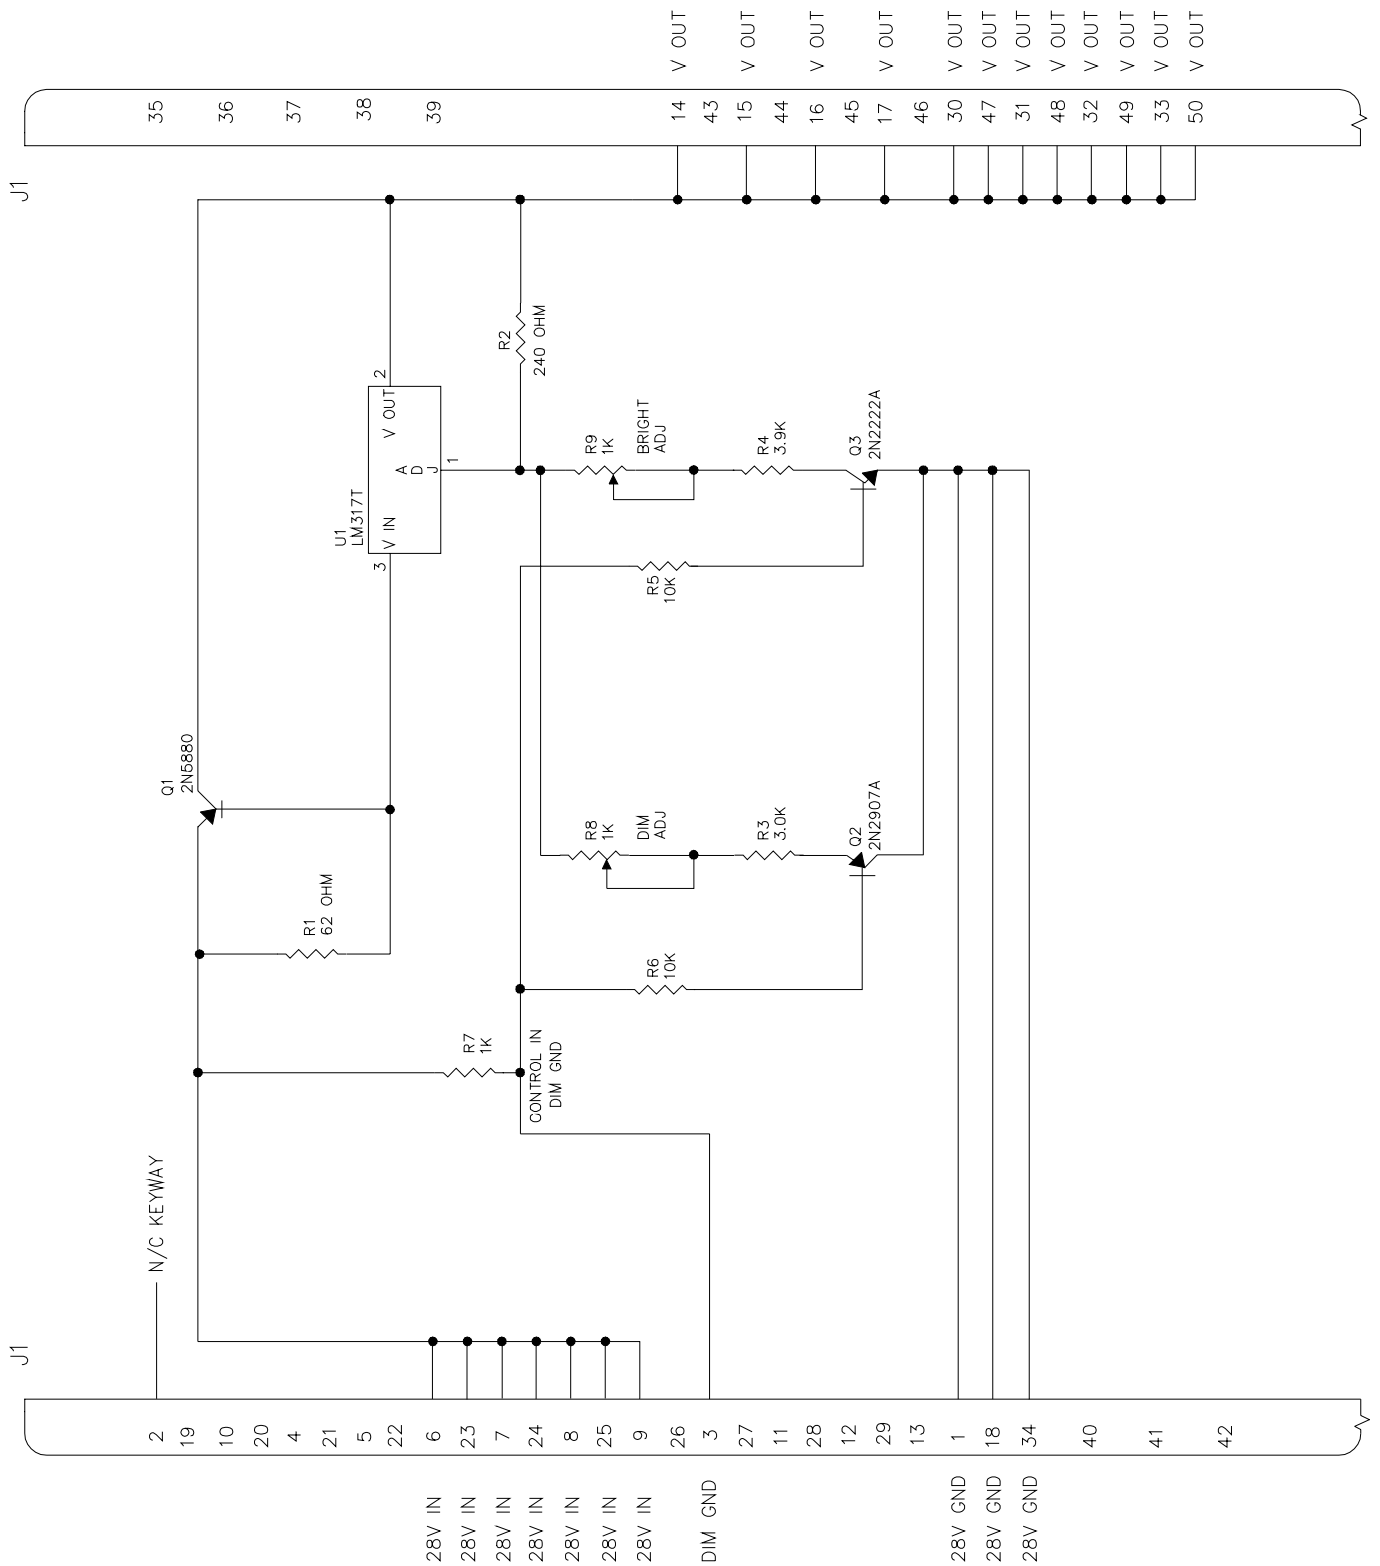 J1
J1
N/C KEYWAY
2
19
10
20
4
21
5
22
28V IN 6
28V IN 23
28V IN 7
28V IN 24
28V IN 8
28V IN 25
28V IN 9
26
DIM GND 3
27
11
28
12
29
13
28V GND 1
28V GND 18
28V GND 34
40
41
42
R7
1K
CONTROL IN
DIM GND
R1
62 OHM
Q1
2N5880
R6
10K
R8
1K
DIM
ADJ
R3
3.0K
Q2
2N2907A
U1
LM317T
3
V IN
A
D
J
1
V OUT
2
R2
240 OHM
R5
10K
R9
1K
BRIGHT
ADJ
R4
3.9K
Q3
2N2222A
35
36
37
38
39
14 V OUT
43
15 V OUT
44
16 V OUT
45
17 V OUT
46
30 V OUT
47 V OUT
31 V OUT
48 V OUT
32 V OUT
49 V OUT
33 V OUT
50 V OUT